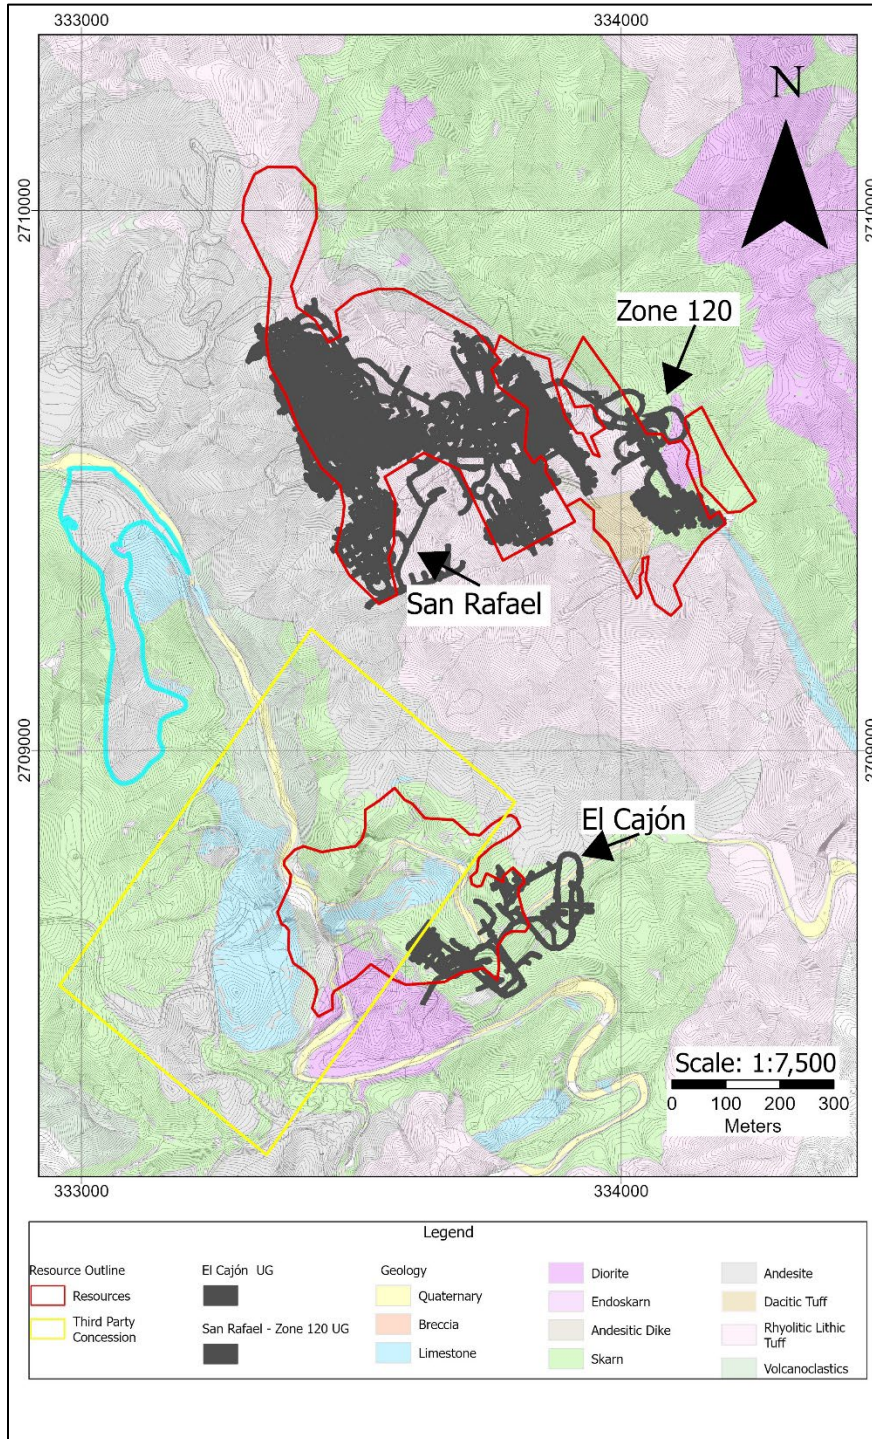 333000
334000
N
2710000
2710000
Zone 120
San Rafael
2709000
2709000
El Cajón
Scale: 1:7,500
0 100 200 300
Meters
333000
334000
Legend
Resource Outline
Resources
Third Party
Concession
El Cajón UG
San Rafael - Zone 120 UG
Geology
Quaternary
Breccia
Limestone
Diorite
Endoskarn
Andesitic Dike
Skarn
Andesite
Dacitic Tuff
Rhyolitic Lithic
Tuff
Volcanoclastics